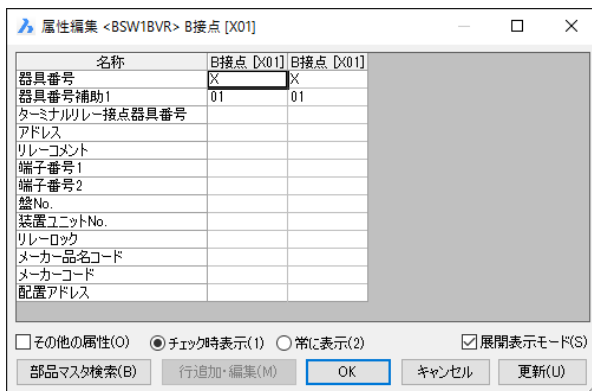 属性編集 <BSW1BVR> B接点 [X01]
名称 B接点 [X01] B接点 [X01]
器具番号 X X
器具番号補助1 01 01
ターミナルリレー接点器具番号
アドレス
リレーコメント
端子番号1
端子番号2
盤No.
装置ユニットNo.
リレーロック
メーカー品名コード
メーカーコード
配置アドレス
その他の属性(O) チェック時表示(1) 常に表示(2) 展開表示モード(S)
部品マスタ検索(B) 行追加・編集(M) OK キャンセル 更新(U)